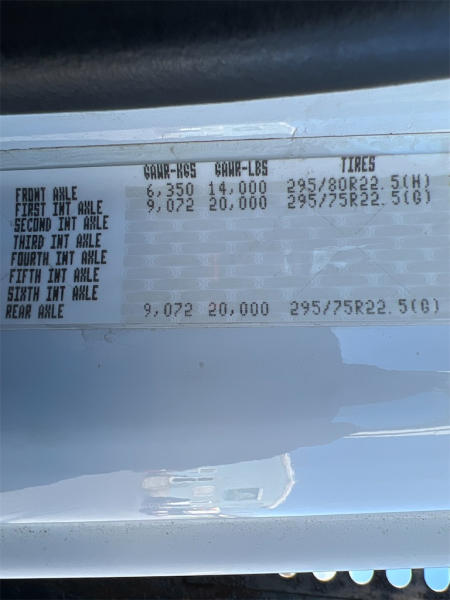 GAWR-KGS GAWR-LBS TIRES
FRONT AXLE 6,350 14,000 295/80R22.5(H)
FIRST INT AXLE 9,072 20,000 295/75R22.5(G)
SECOND INT AXLE
THIRD INT AXLE
FOURTH INT AXLE
FIFTH INT AXLE
SIXTH INT AXLE
REAR AXLE 9,072 20,000 295/75R22.5(G)